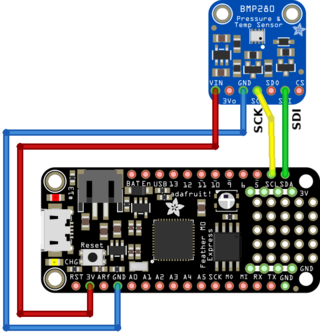 BMP280
Pressure &
Temp Sensor
VIN GND SDO CS
3Vo
SCK
SDI
BAT En USB 13 12 11 10 9 6 5 SCL SDA
#13
adafruit!
3V
Feather M0
Express
Reset
CHG
GND
RST 3V ARf GND A0 A1 A2 A3 A4 A5 SCK MO MI RX TX GND